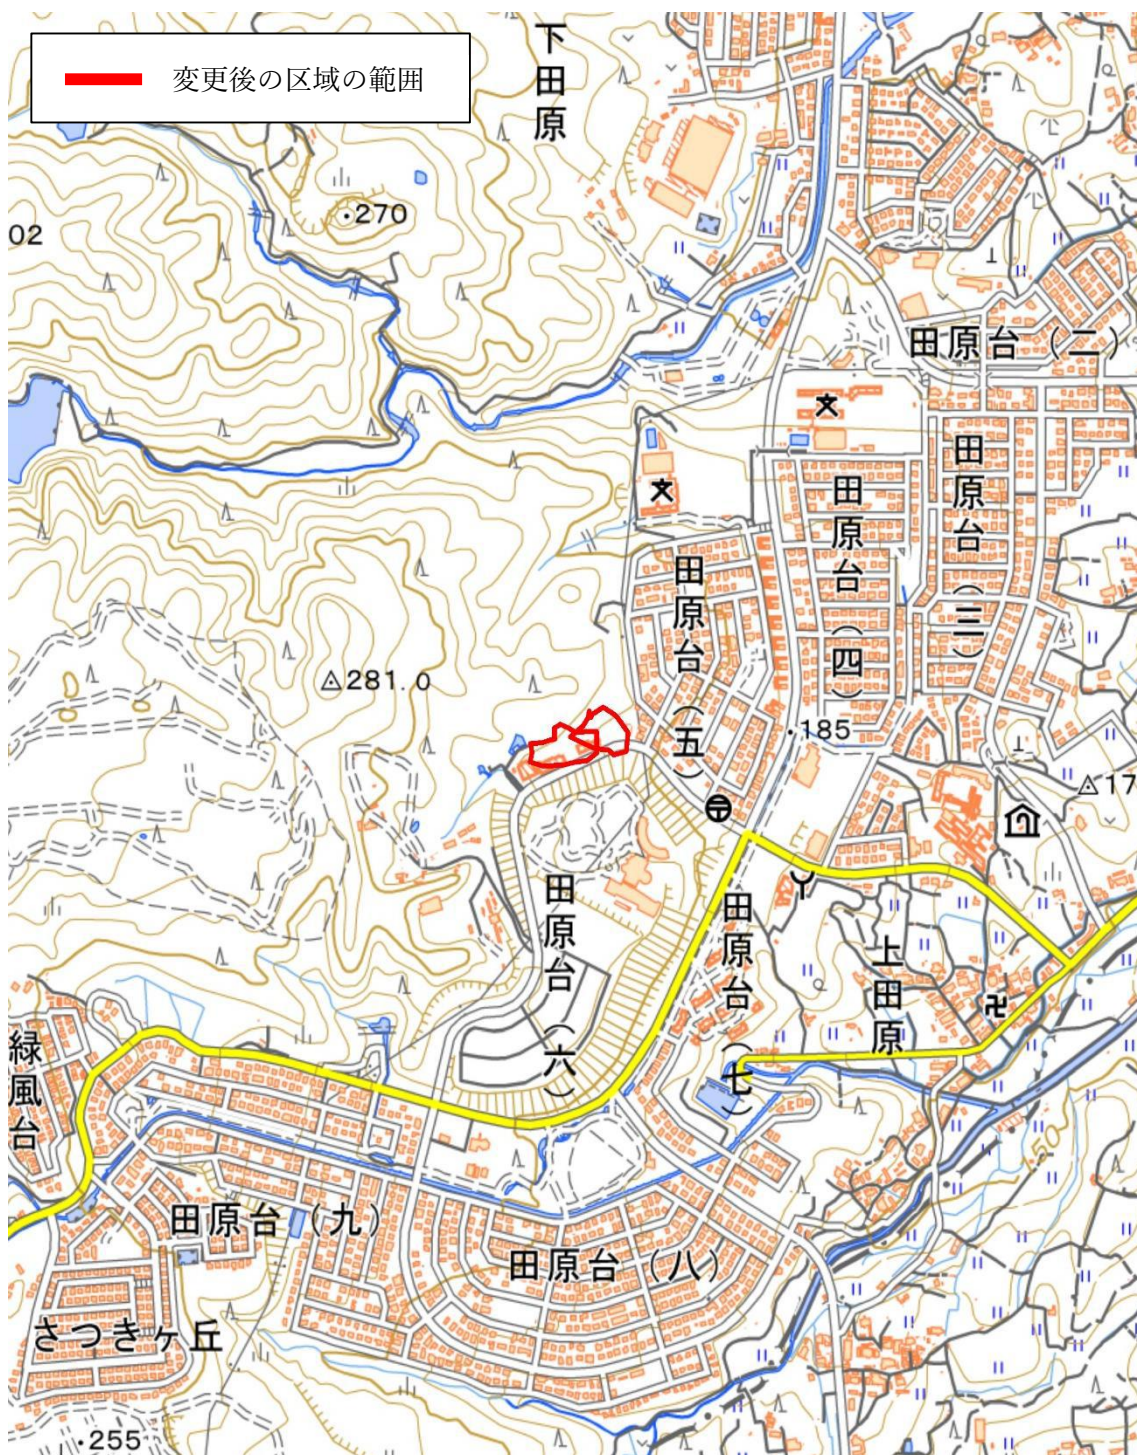 変更後の区域の範囲
下田原
・270
02
田原台（二）
田原台（三）
田原台（四）
田原台（五）
△281.0
・185
△17
田原台（六）
田原台（七）
上田原
緑風台
150
田原台（九）
田原台（八）
さつきヶ丘
・255